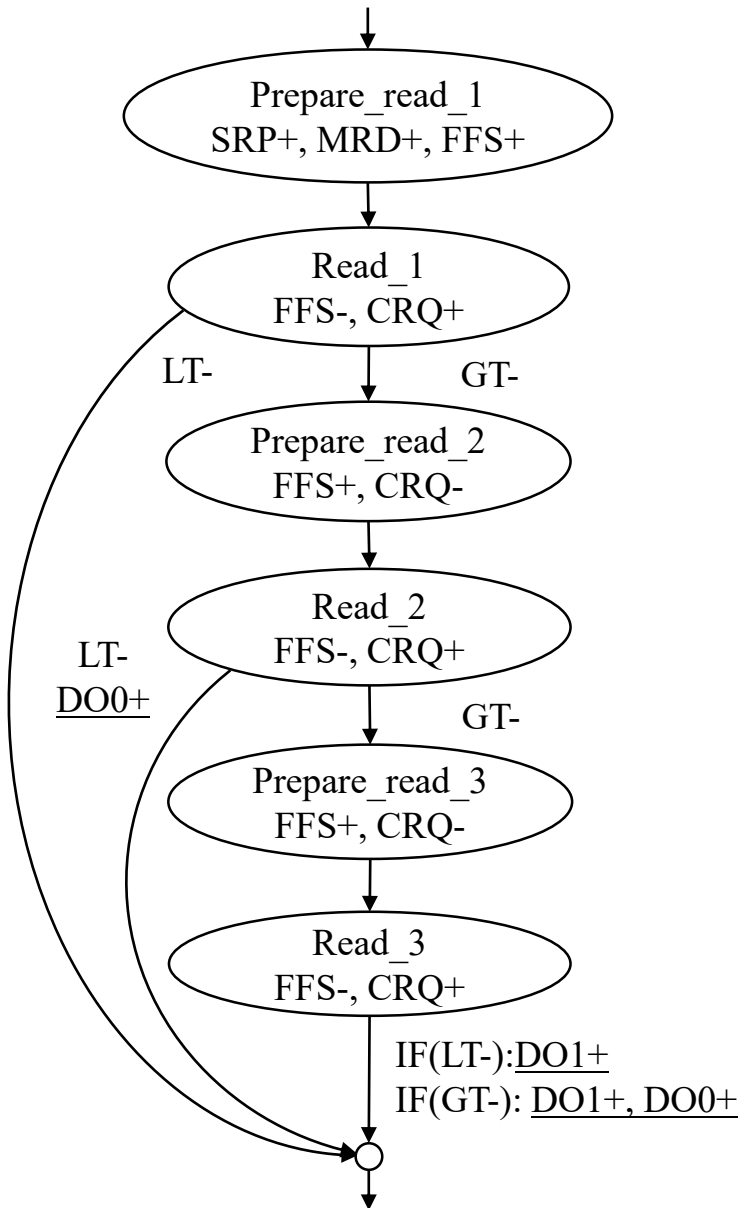 Prepare_read_1
SRP+, MRD+, FFS+
Read_1
FFS-, CRQ+
LT-
GT-
Prepare_read_2
FFS+, CRQ-
Read_2
FFS-, CRQ+
LT-
DO0+
GT-
Prepare_read_3
FFS+, CRQ-
Read_3
FFS-, CRQ+
IF(LT-):DO1+
IF(GT-): DO1+, DO0+